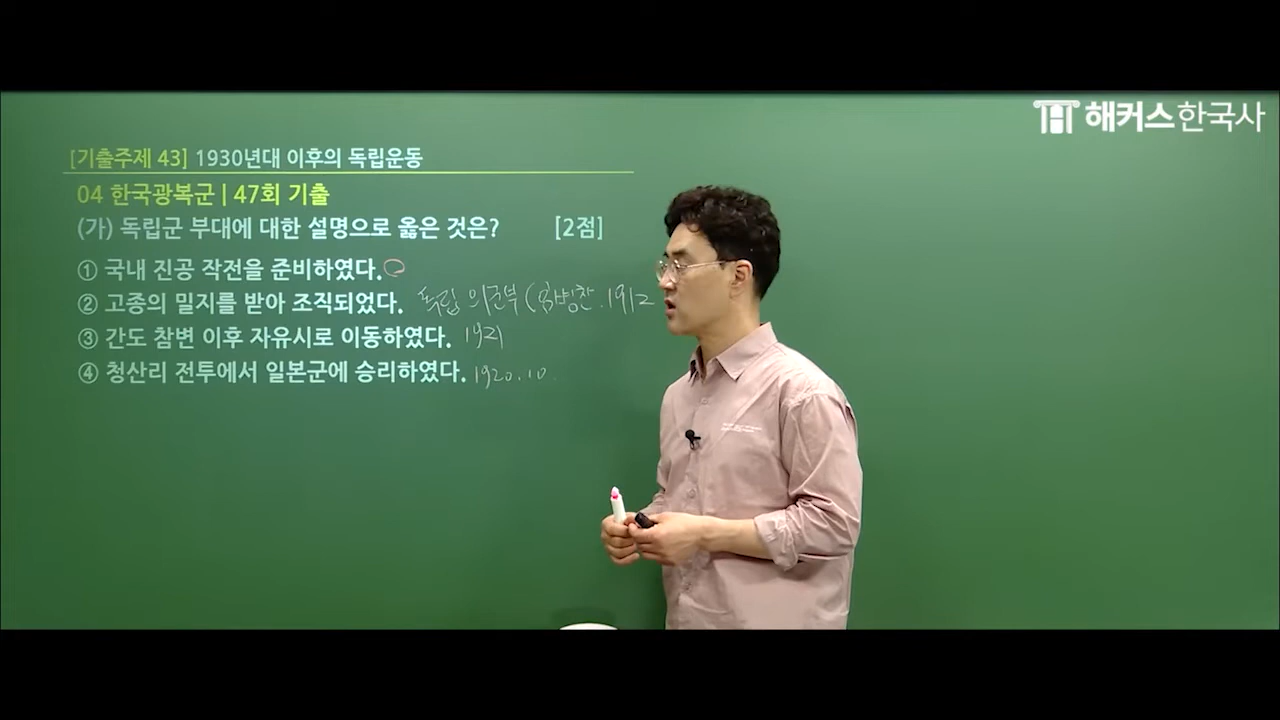 해커스한국사
[기출주제 43] 1930년대 이후의 독립운동
04 한국광복군 | 47회 기출
(가) 독립군 부대에 대한 설명으로 옳은 것은? [2점]
① 국내 진공 작전을 준비하였다.
② 고종의 밀지를 받아 조직되었다. 독립 의군부 (임병찬. 1912
③ 간도 참변 이후 자유시로 이동하였다. 1921
④ 청산리 전투에서 일본군에 승리하였다. 1920.10.